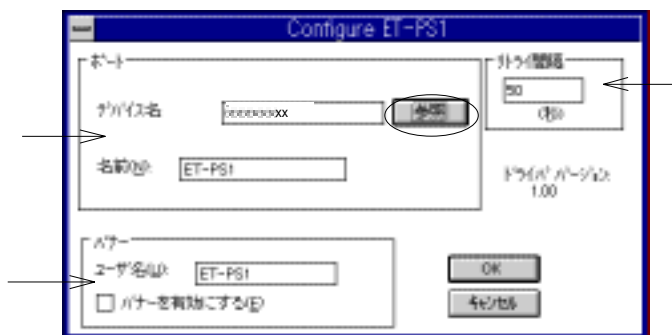 Configure ET-PS1
ポート
リトライ間隔
デバイス名
xx
参照
90
(秒)
名前(N):
ET-PS1
ドライバ バージョン:
1.00
バナー
ユーザ名(U):
ET-PS1
バナーを有効にする(E)
OK
キャンセル